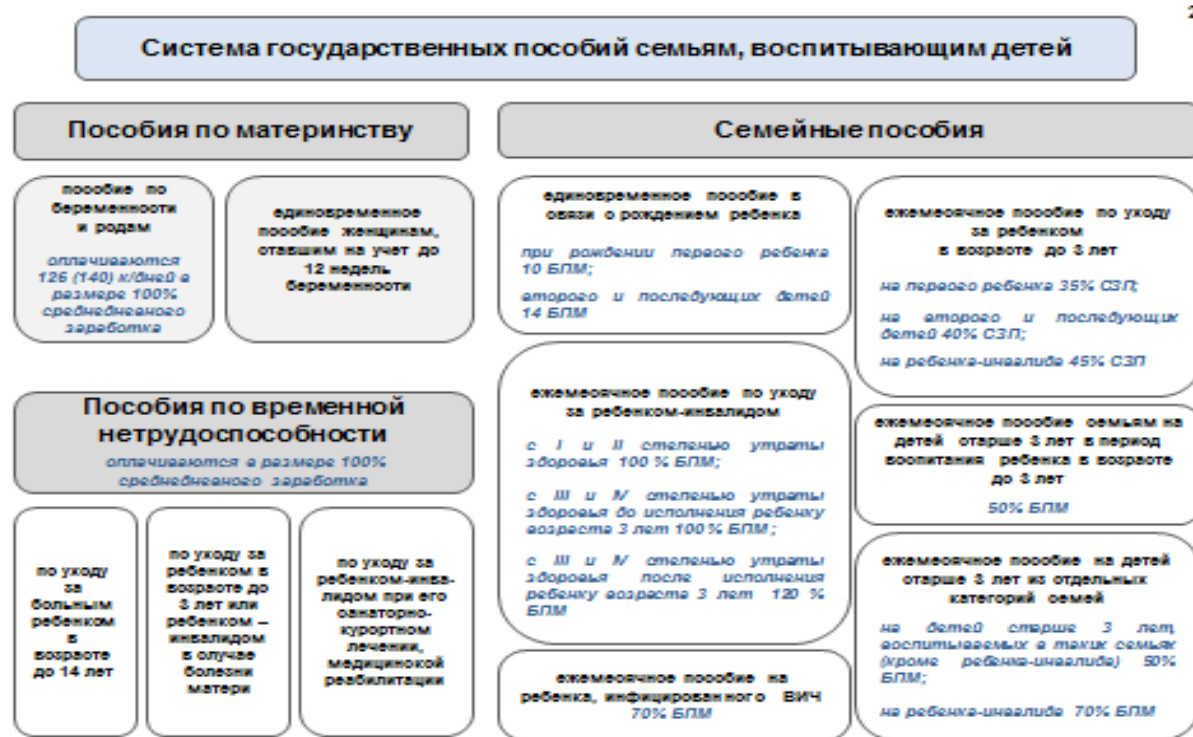 2
Система государственных пособий семьям, воспитывающим детей
Пособия по материнству
пособие по
беременности
и родам
оплачиваются
126 (140) к/дней в
размере 100%
среднедневного
заработка
единовременное
пособие женщинам,
ставшим на учет до
12 недель
беременности
Пособия по временной
нетрудоспособности
оплачиваются в размере 100%
среднедневного заработка
по уходу
за
больным
ребенком
в
возрасте
до 14 лет
по уходу за
ребенком в
возрасте до
3 лет или
ребенком –
инвалидом
в случае
болезни
матери
по уходу за
ребенком-инва-
лидом при его
санаторно-
курортном
лечении,
медицинской
реабилитации
Семейные пособия
единовременное пособие в
связи с рождением ребенка
при рождении первого ребенка
10 БПМ;
второго и последующих детей
14 БПМ
ежемесячное пособие по уходу
за ребенком-инвалидом
с I и II степенью утраты
здоровья 100 % БПМ;
с III и IV степенью утраты
здоровья до исполнения ребенку
возраста 3 лет 100 % БПМ ;
с III и IV степенью утраты
здоровья после исполнения
ребенку возраста 3 лет 120 %
БПМ
ежемесячное пособие на
ребенка, инфицированного ВИЧ
70% БПМ
ежемесячное пособие по уходу
за ребенком
в возрасте до 3 лет
на первого ребенка 35% СЗП;
на второго и последующих
детей 40% СЗП;
на ребенка-инвалида 45% СЗП
ежемесячное пособие семьям на
детей старше 3 лет в период
воспитания ребенка в возрасте
до 3 лет
50% БПМ
ежемесячное пособие на детей
старше 3 лет из отдельных
категорий семей
на детей старше 3 лет,
воспитываемых в таких семьях
(кроме ребенка-инвалида) 50%
БПМ;
на ребенка-инвалида 70% БПМ